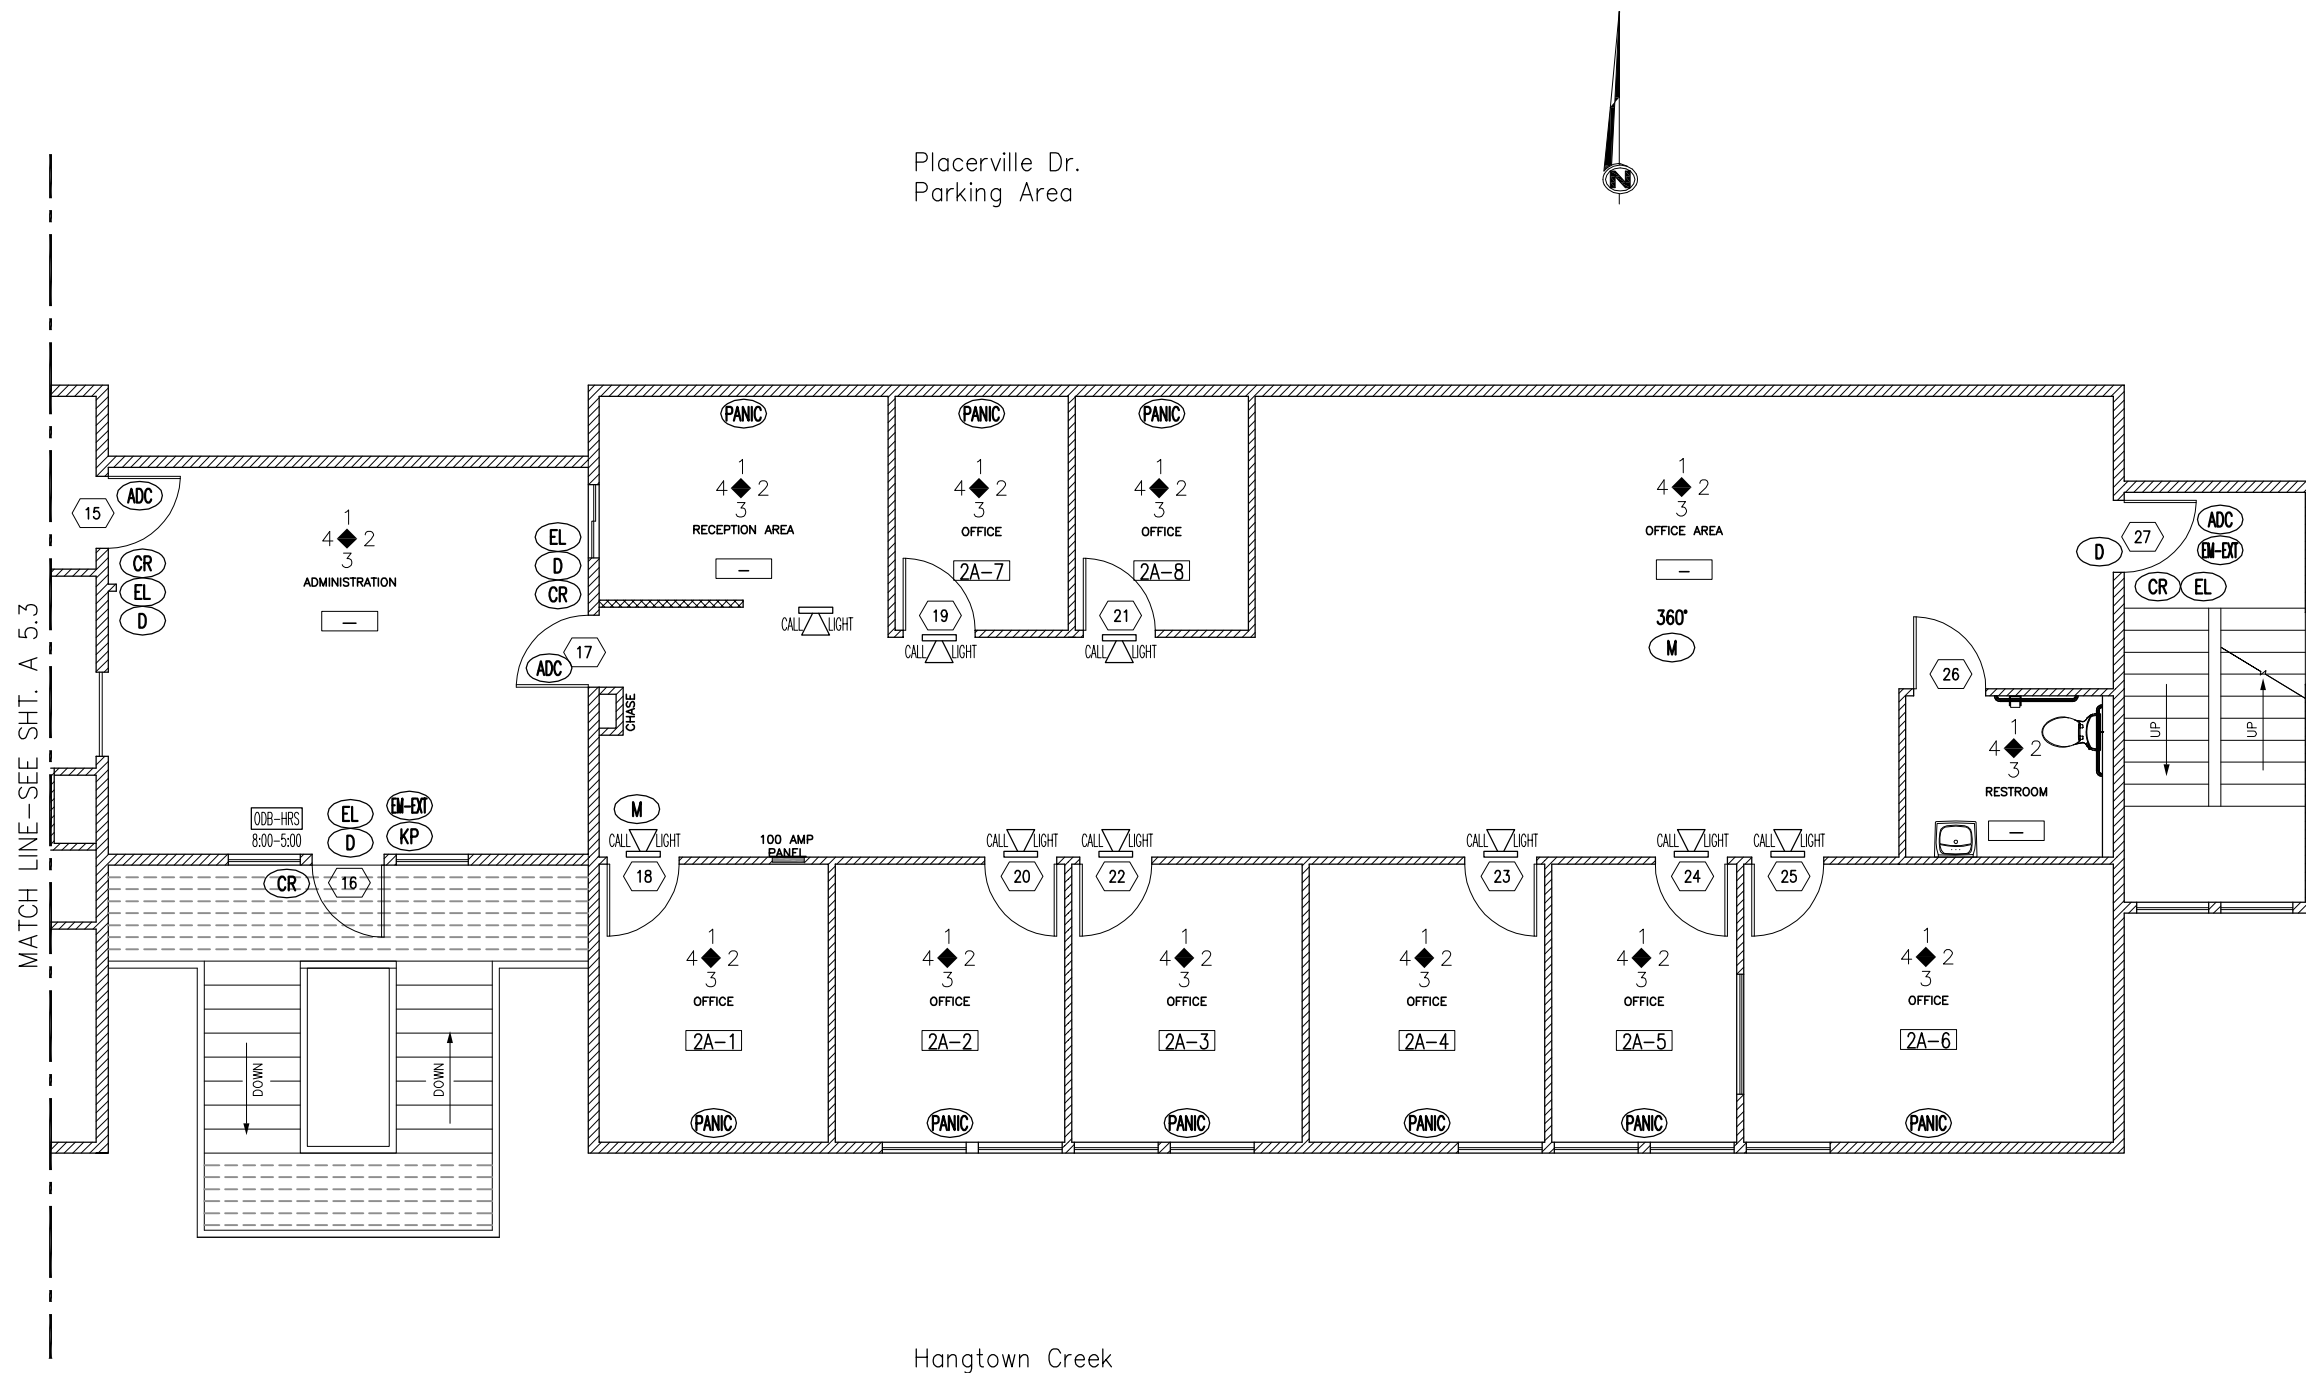 N
Placerville Dr.
Parking Area
MATCH LINE-SEE SHT. A 5.3
PANIC
PANIC
PANIC
1
4 2
3
RECEPTION AREA
-
1
4 2
3
OFFICE
2A-7
1
4 2
3
OFFICE
2A-8
1
4 2
3
OFFICE AREA
-
360°
M
15
ADC
CR
EL
D
1
4 2
3
ADMINISTRATION
-
EL
D
CR
17
ADC
CHASE
CALL LIGHT
19
CALL LIGHT
21
CALL LIGHT
D
27
ADC
EM-EXT
CR
EL
26
1
4 2
3
RESTROOM
-
UP
UP
ODB-HRS
8:00-5:00
EL
D
EM-EXT
KP
CR
16
M
CALL LIGHT
18
100 AMP
PANEL
CALL LIGHT
20
CALL LIGHT
22
CALL LIGHT
23
CALL LIGHT
24
CALL LIGHT
25
1
4 2
3
OFFICE
2A-1
PANIC
1
4 2
3
OFFICE
2A-2
PANIC
1
4 2
3
OFFICE
2A-3
PANIC
1
4 2
3
OFFICE
2A-4
PANIC
1
4 2
3
OFFICE
2A-5
PANIC
1
4 2
3
OFFICE
2A-6
PANIC
DOWN
DOWN
Hangtown Creek